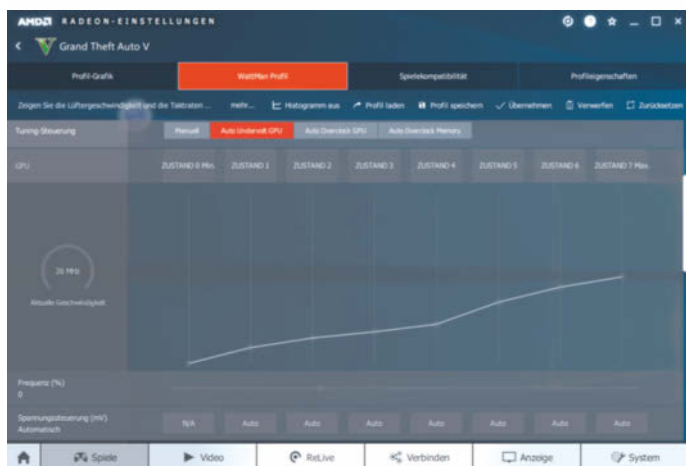 AMD RADEON-EINSTELLUNGEN
Grand Theft Auto V
Profil-Grafik WattMan Profil Spielekompatibilität Profileigenschaften
Zeigen Sie die Lüftergeschwindigkeit und die Taktraten ... mehr... Histogramm aus Profil laden Profil speichern Übernehmen Verwerfen Zurücksetzen
Tuning-Steuerung Manuell Auto Undervolt GPU Auto Overclock GPU Auto Overclock Memory
GPU ZUSTAND 0 Min. ZUSTAND 1 ZUSTAND 2 ZUSTAND 3 ZUSTAND 4 ZUSTAND 5 ZUSTAND 6 ZUSTAND 7 Max.
MHz
Aktuelle Geschwindigkeit
Frequenz (%)
0
Spannungssteuerung (mV)
Automatisch
N/A Auto Auto Auto Auto Auto Auto Auto
Spiele Video ReLive Verbinden Anzeige System